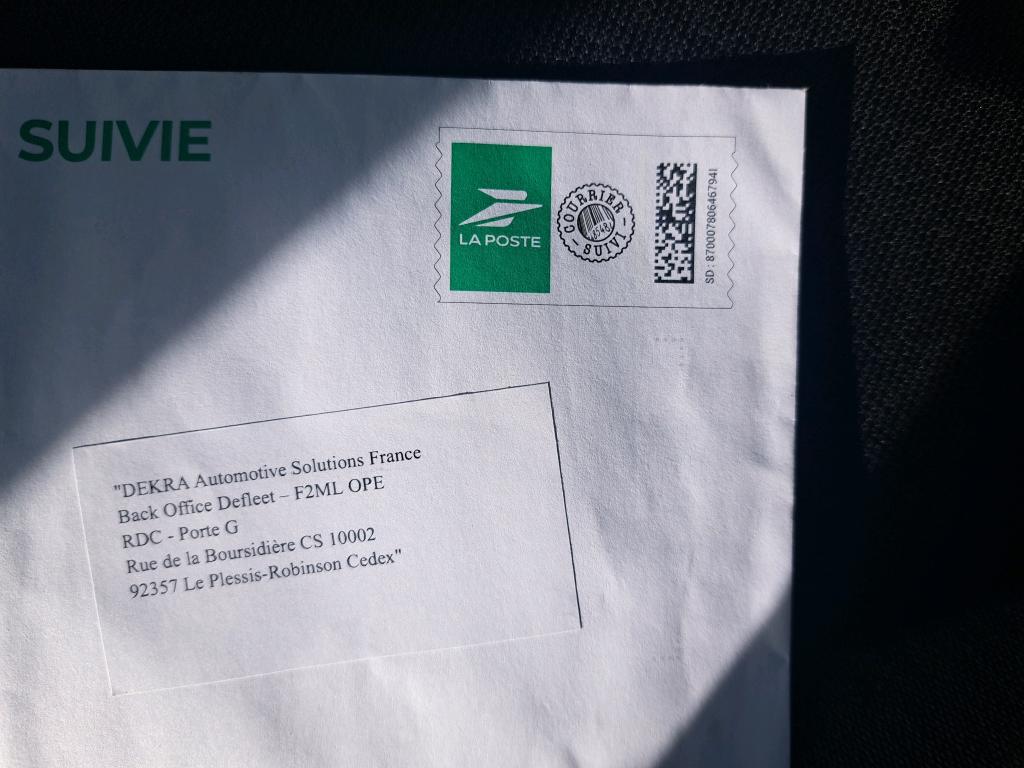 SUIVIE
LA POSTE
COURRIER
SUIVI
SD : 87000780646794I
"DEKRA Automotive Solutions France
Back Office Defleet – F2ML OPE
RDC - Porte G
Rue de la Boursidière CS 10002
92357 Le Plessis-Robinson Cedex"